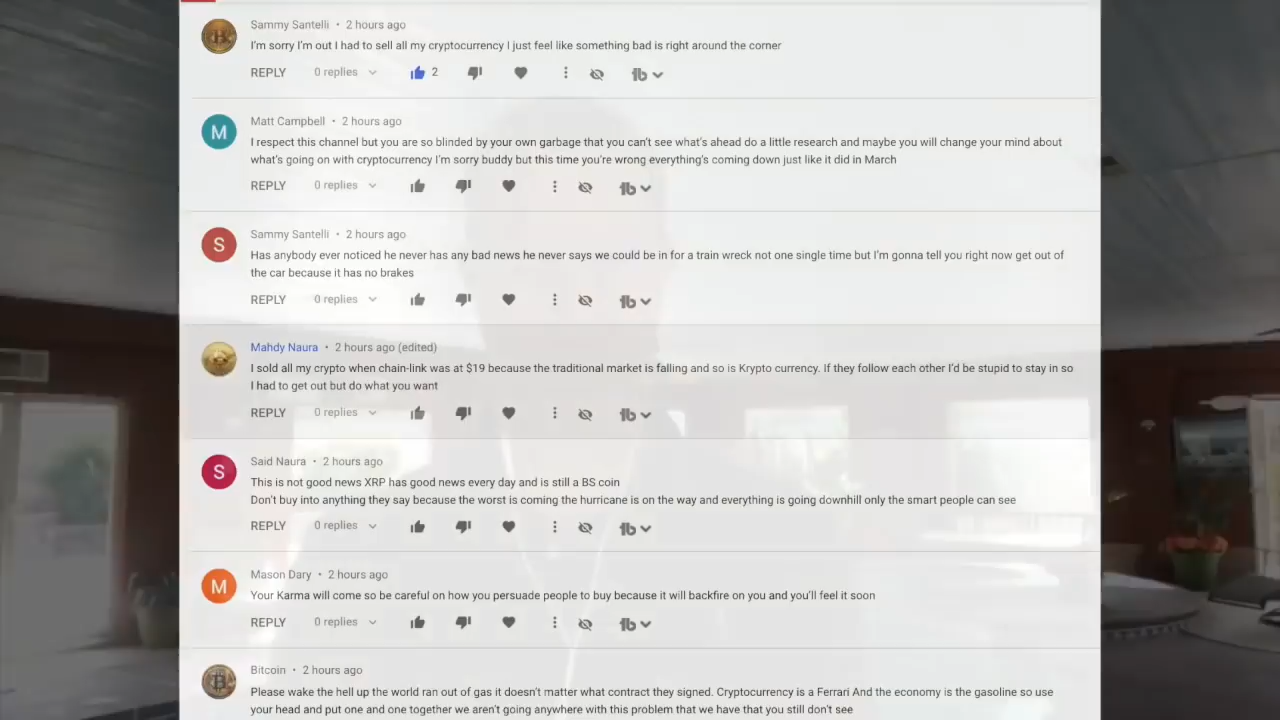 Sammy Santelli • 2 hours ago
I'm sorry I'm out I had to sell all my cryptocurrency I just feel like something bad is right around the corner
REPLY 0 replies 2
M
Matt Campbell • 2 hours ago
I respect this channel but you are so blinded by your own garbage that you can't see what's ahead do a little research and maybe you will change your mind about
what's going on with cryptocurrency I'm sorry buddy but this time you're wrong everything's coming down just like it did in March
REPLY 0 replies
S
Sammy Santelli • 2 hours ago
Has anybody ever noticed he never has any bad news he never says we could be in for a train wreck not one single time but I'm gonna tell you right now get out of
the car because it has no brakes
REPLY 0 replies
Mahdy Naura • 2 hours ago (edited)
I sold all my crypto when chain-link was at $19 because the traditional market is falling and so is Krypto currency. If they follow each other I'd be stupid to stay in so
I had to get out but do what you want
REPLY 0 replies
S
Said Naura • 2 hours ago
This is not good news XRP has good news every day and is still a BS coin
Don't buy into anything they say because the worst is coming the hurricane is on the way and everything is going downhill only the smart people can see
REPLY 0 replies
M
Mason Dary • 2 hours ago
Your Karma will come so be careful on how you persuade people to buy because it will backfire on you and you'll feel it soon
REPLY 0 replies
Bitcoin • 2 hours ago
Please wake the hell up the world ran out of gas it doesn't matter what contract they signed. Cryptocurrency is a Ferrari And the economy is the gasoline so use
your head and put one and one together we aren't going anywhere with this problem that we have that you still don't see